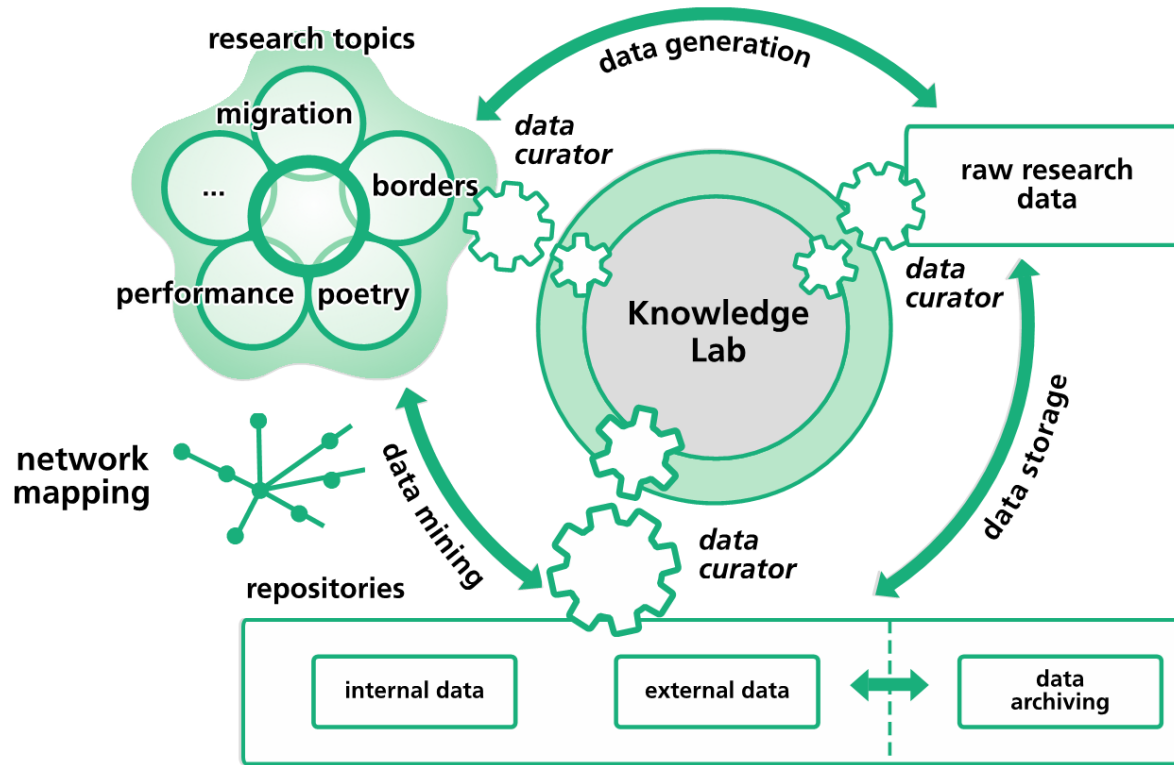 research topics
migration
...
borders
performance
poetry
data generation
data
curator
raw research
data
data
curator
Knowledge
Lab
network
mapping
data mining
data storage
data
curator
repositories
internal data
external data
data
archiving